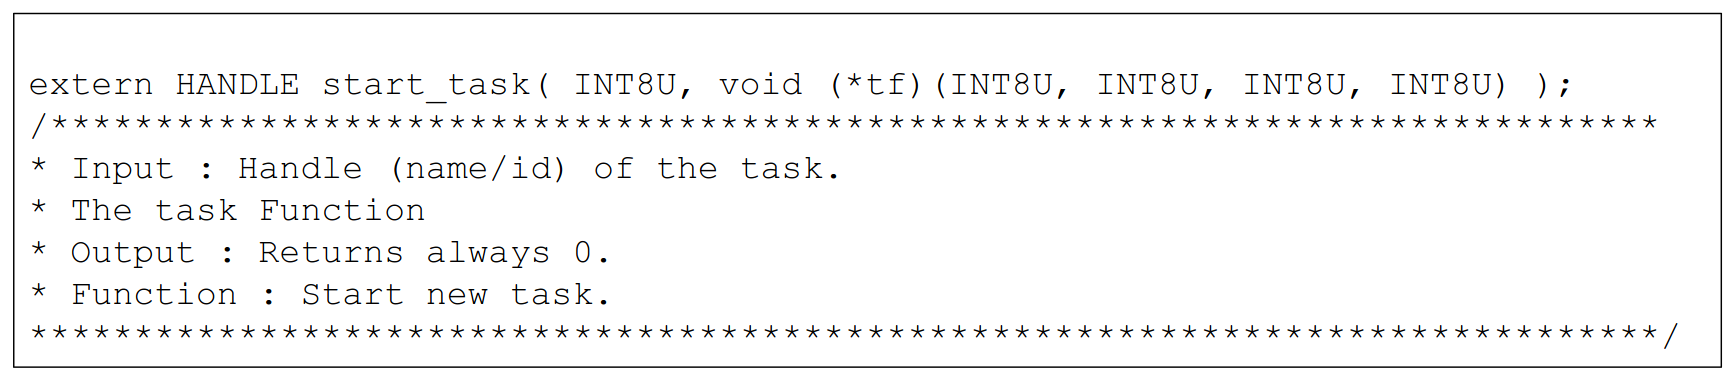 extern HANDLE start_task( INT8U, void (*tf)(INT8U, INT8U, INT8U, INT8U) );
/*****************************************************************************
* Input : Handle (name/id) of the task.
* The task Function
* Output : Returns always 0.
* Function : Start new task.
******************************************************************************/